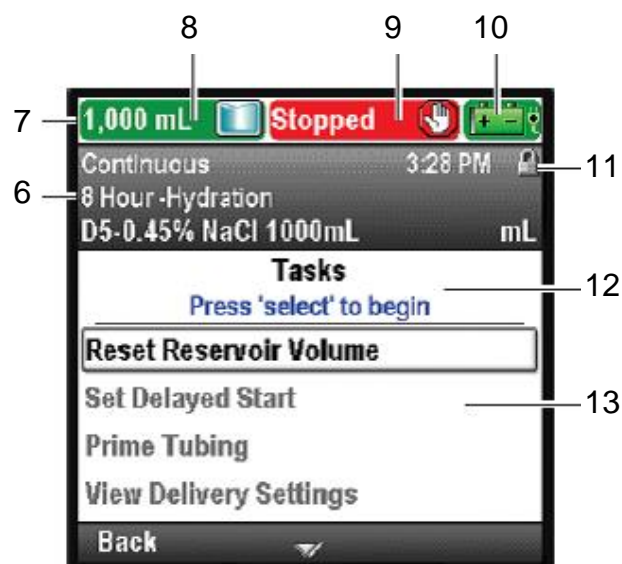 8 9 10
7 1,000 mL Stopped
Continuous 3:28 PM 11
6 8 Hour-Hydration
D5-0.45% NaCl 1000mL mL
Tasks
12
Press 'select' to begin
Reset Reservoir Volume
Set Delayed Start 13
Prime Tubing
View Delivery Settings
Back